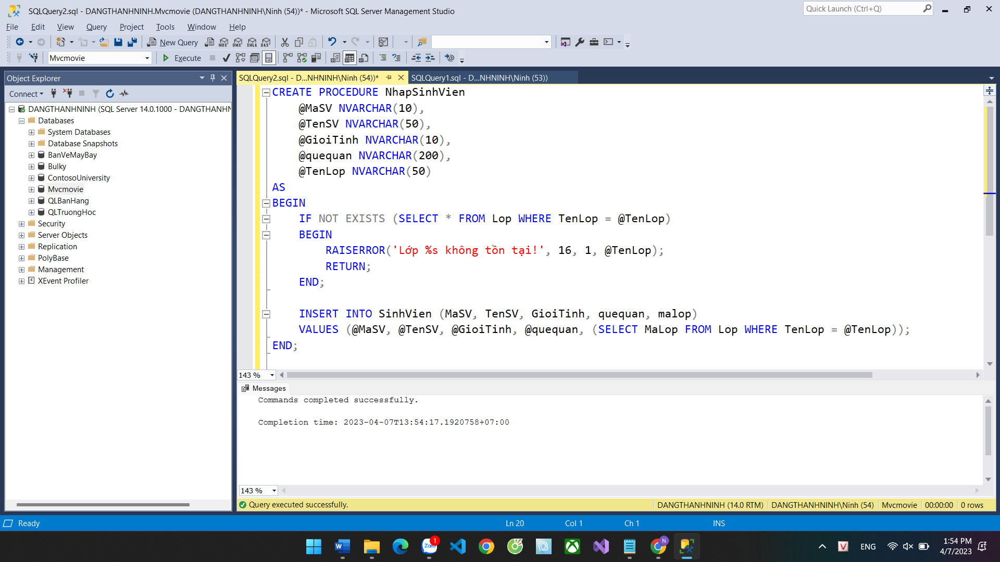 SQLQuery2.sql - DANGTHANHNINH.Mvcmovie (DANGTHANHNINH\Ninh (54))* - Microsoft SQL Server Management Studio
Quick Launch (Ctrl+Q)
File Edit View Query Project Tools Window Help
New Query
MDX DMX XMLA DAX
Mvcmovie
Execute
Object Explorer
Connect
DANGTHANHNINH (SQL Server 14.0.1000 - DANGTHANHN
Databases
System Databases
Database Snapshots
BanVeMayBay
Bulky
ContosoUniversity
Mvcmovie
QLBanHang
QLTruongHoc
Security
Server Objects
Replication
PolyBase
Management
XEvent Profiler
SQLQuery2.sql - D...NHNINH\Ninh (54))*
SQLQuery1.sql - D...NHNINH\Ninh (53))
CREATE PROCEDURE NhapSinhVien
@MaSV NVARCHAR(10),
@TenSV NVARCHAR(50),
@GioiTinh NVARCHAR(10),
@quequan NVARCHAR(200),
@TenLop NVARCHAR(50)
AS
BEGIN
IF NOT EXISTS (SELECT * FROM Lop WHERE TenLop = @TenLop)
BEGIN
RAISERROR('Lớp %s không tồn tại!', 16, 1, @TenLop);
RETURN;
END;
INSERT INTO SinhVien (MaSV, TenSV, GioiTinh, quequan, malop)
VALUES (@MaSV, @TenSV, @GioiTinh, @quequan, (SELECT MaLop FROM Lop WHERE TenLop = @TenLop));
END;
143 %
Messages
Commands completed successfully.
Completion time: 2023-04-07T13:54:17.1920758+07:00
143 %
Query executed successfully.
DANGTHANHNINH (14.0 RTM)
DANGTHANHNINH\Ninh (54)
Mvcmovie
00:00:00
0 rows
Ready
Ln 20
Col 1
Ch 1
INS
Zalo
1
N
V
ENG
1:54 PM
4/7/2023